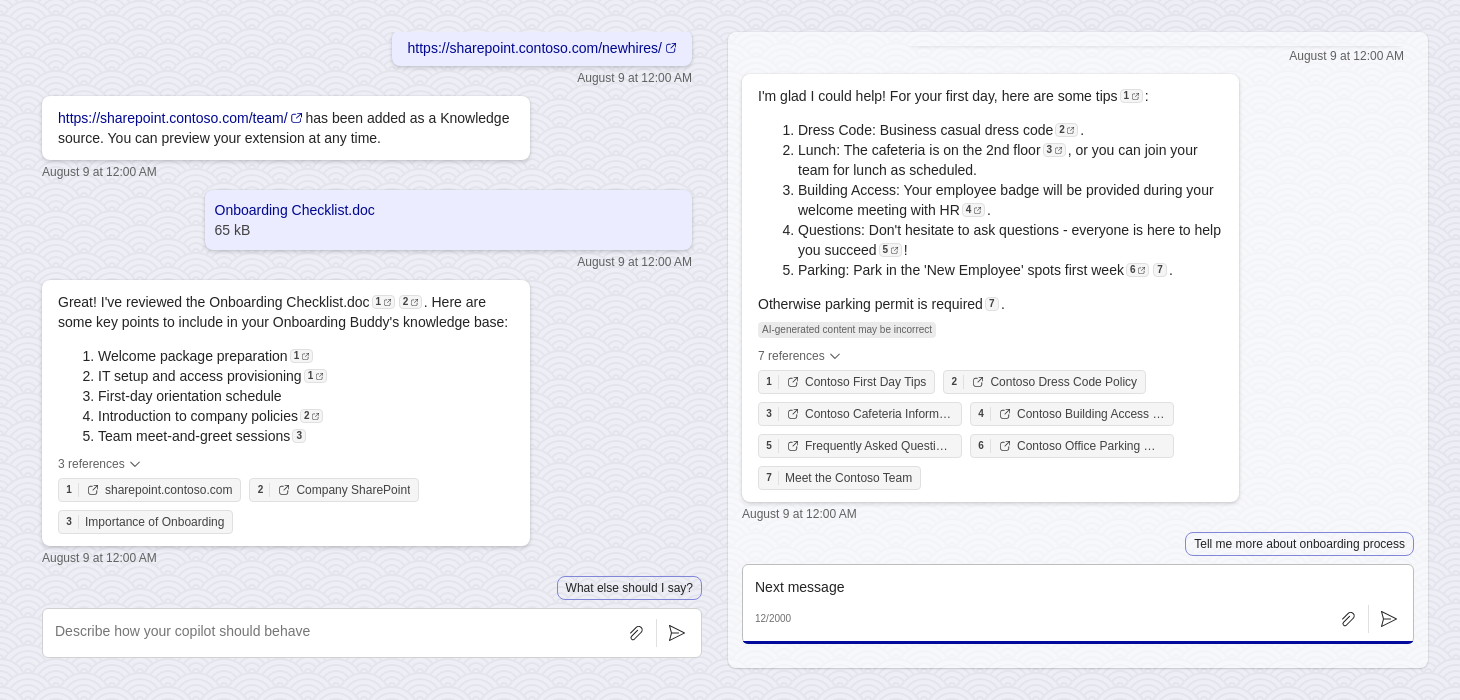 https://sharepoint.contoso.com/newhires/
August 9 at 12:00 AM
https://sharepoint.contoso.com/team/ has been added as a Knowledge
source. You can preview your extension at any time.
August 9 at 12:00 AM
Onboarding Checklist.doc
65 kB
August 9 at 12:00 AM
Great! I've reviewed the Onboarding Checklist.doc 1 2 . Here are
some key points to include in your Onboarding Buddy's knowledge base:
1. Welcome package preparation 1
2. IT setup and access provisioning 1
3. First-day orientation schedule
4. Introduction to company policies 2
5. Team meet-and-greet sessions 3
3 references
1 sharepoint.contoso.com 2 Company SharePoint
3 Importance of Onboarding
August 9 at 12:00 AM
What else should I say?
Describe how your copilot should behave
August 9 at 12:00 AM
I'm glad I could help! For your first day, here are some tips 1 :
1. Dress Code: Business casual dress code 2 .
2. Lunch: The cafeteria is on the 2nd floor 3 , or you can join your
team for lunch as scheduled.
3. Building Access: Your employee badge will be provided during your
welcome meeting with HR 4 .
4. Questions: Don't hesitate to ask questions - everyone is here to help
you succeed 5 !
5. Parking: Park in the 'New Employee' spots first week 6 7 .
Otherwise parking permit is required 7 .
AI-generated content may be incorrect
7 references
1 Contoso First Day Tips 2 Contoso Dress Code Policy
3 Contoso Cafeteria Inform… 4 Contoso Building Access …
5 Frequently Asked Questi… 6 Contoso Office Parking …
7 Meet the Contoso Team
August 9 at 12:00 AM
Tell me more about onboarding process
Next message
12/2000